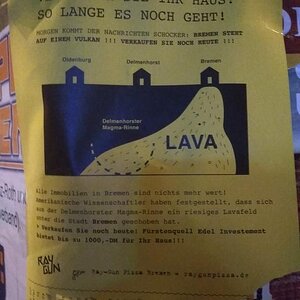 IHR HAUS!
SO LANGE ES NOCH GEHT!
MORGEN KOMMT DER NACHRICHTEN SCHOCKER: BREMEN STEHT
AUF EINEM VULKAN !!! VERKAUFEN SIE NOCH HEUTE !!!
Oldenburg Delmenhorst Bremen
Delmenhorster
Magma-Rinne
LAVA
Alle Immobilien in Bremen sind nichts mehr wert!
Amerikanische Wissenschaftler haben festgestellt, dass sich
aus der Delmenhorster Magma-Rinne ein riesiges Lavafeld
unter die Stadt Bremen geschoben hat.
> Verkaufen Sie noch heute! Fürstenquell Edel Investement
bietet bis zu 1000,-DM für Ihr Haus!!!
RAY
GUN
Ray-Gun Pizza Bremen raygunpizza.de